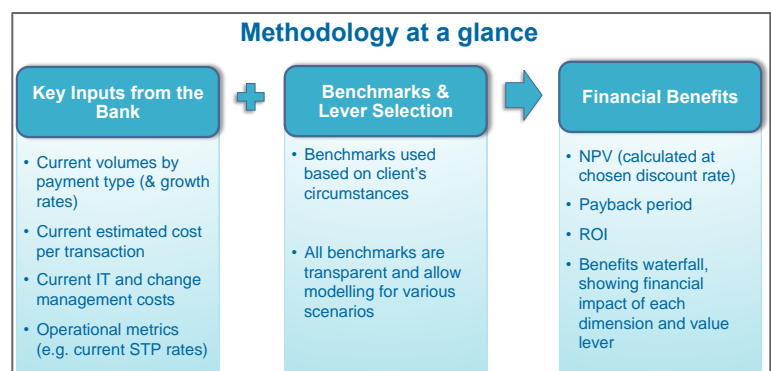 Methodology at a glance
Key Inputs from the
Bank
• Current volumes by
payment type (& growth
rates)
• Current estimated cost
per transaction
• Current IT and change
management costs
• Operational metrics
(e.g. current STP rates)
Benchmarks &
Lever Selection
• Benchmarks used
based on client's
circumstances
• All benchmarks are
transparent and allow
modelling for various
scenarios
Financial Benefits
• NPV (calculated at
chosen discount rate)
• Payback period
• ROI
• Benefits waterfall,
showing financial
impact of each
dimension and value
lever